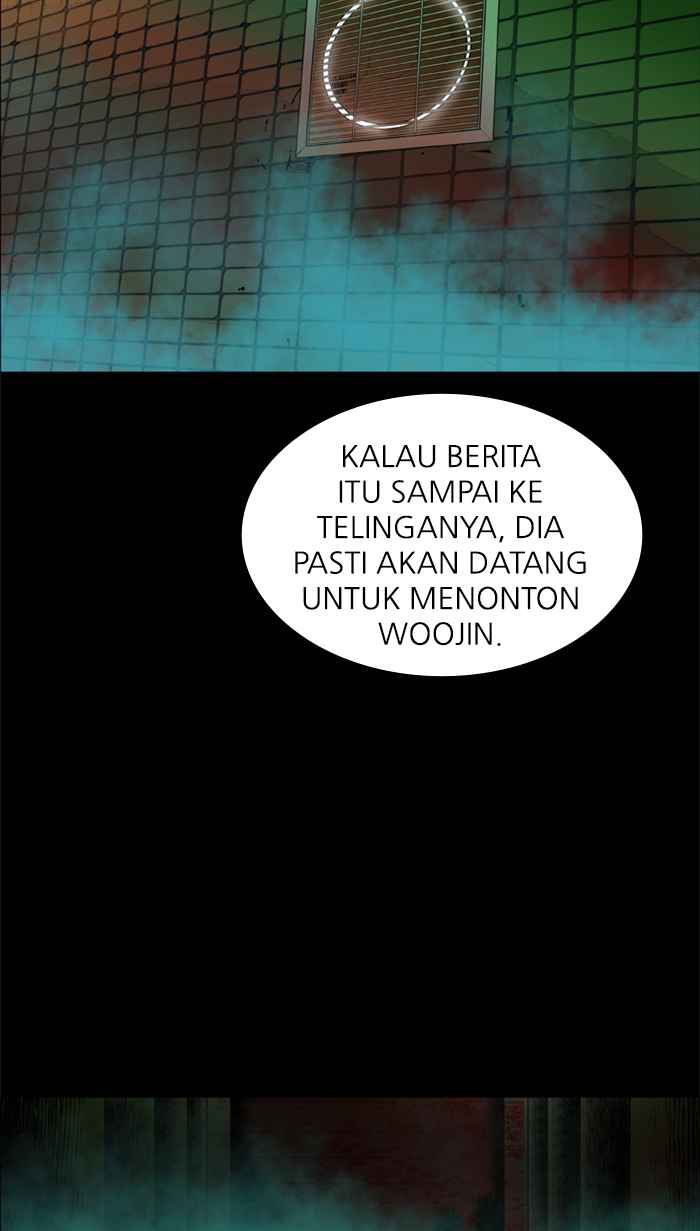 KALAU BERITA
ITU SAMPAI KE
TELINGANYA, DIA
PASTI AKAN DATANG
UNTUK MENONTON
WOOJIN.